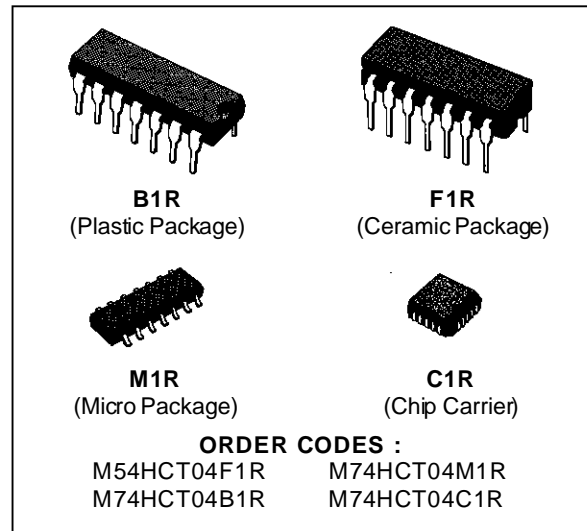 B1R
(Plastic Package)
F1R
(Ceramic Package)
M1R
(Micro Package)
C1R
(Chip Carrier)
ORDER CODES :
M54HCT04F1R M74HCT04M1R
M74HCT04B1R M74HCT04C1R